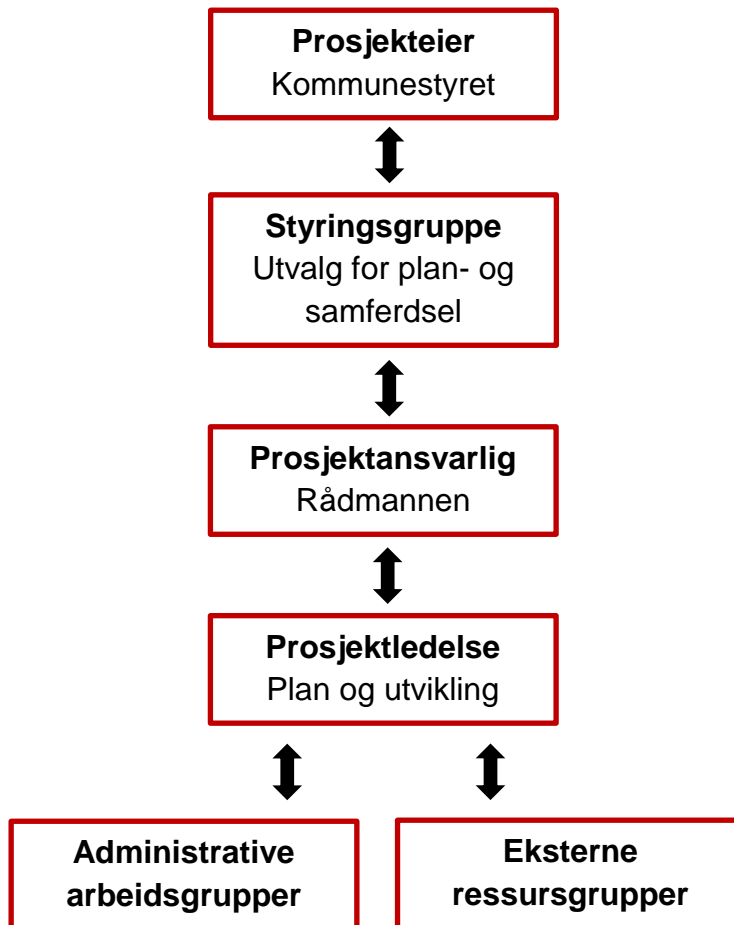 Prosjekteier
Kommunestyret
Styringsgruppe
Utvalg for plan- og
samferdsel
Prosjektansvarlig
Rådmannen
Prosjektledelse
Plan og utvikling
Administrative
arbeidsgrupper
Eksterne
ressursgrupper